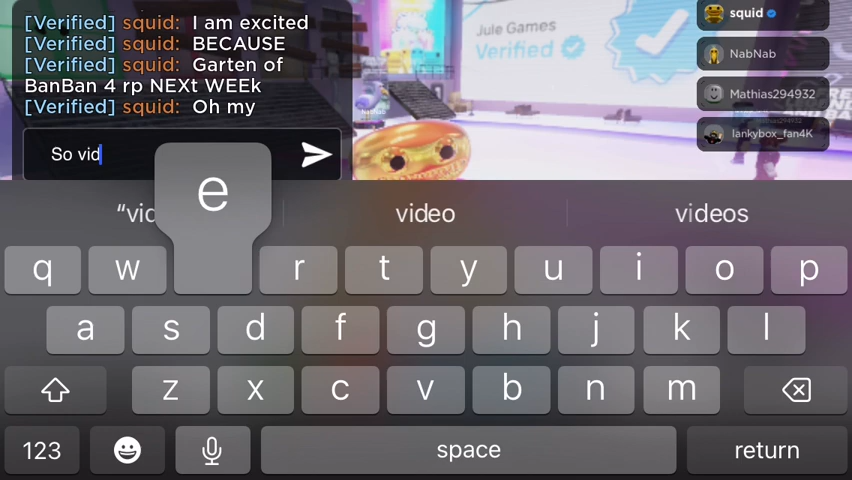 [Verified] squid: I am excited
[Verified] squid: BECAUSE
[Verified] squid: Garten of
BanBan 4 rp NEXt WEEk
[Verified] squid: Oh my
So vid
Jule Games
Verified
squid
NabNab
Mathias294932
lankybox_fan4K
e
“vid
video
videos
q w r t y u i o p
a s d f g h j k l
z x c v b n m
123
space
return